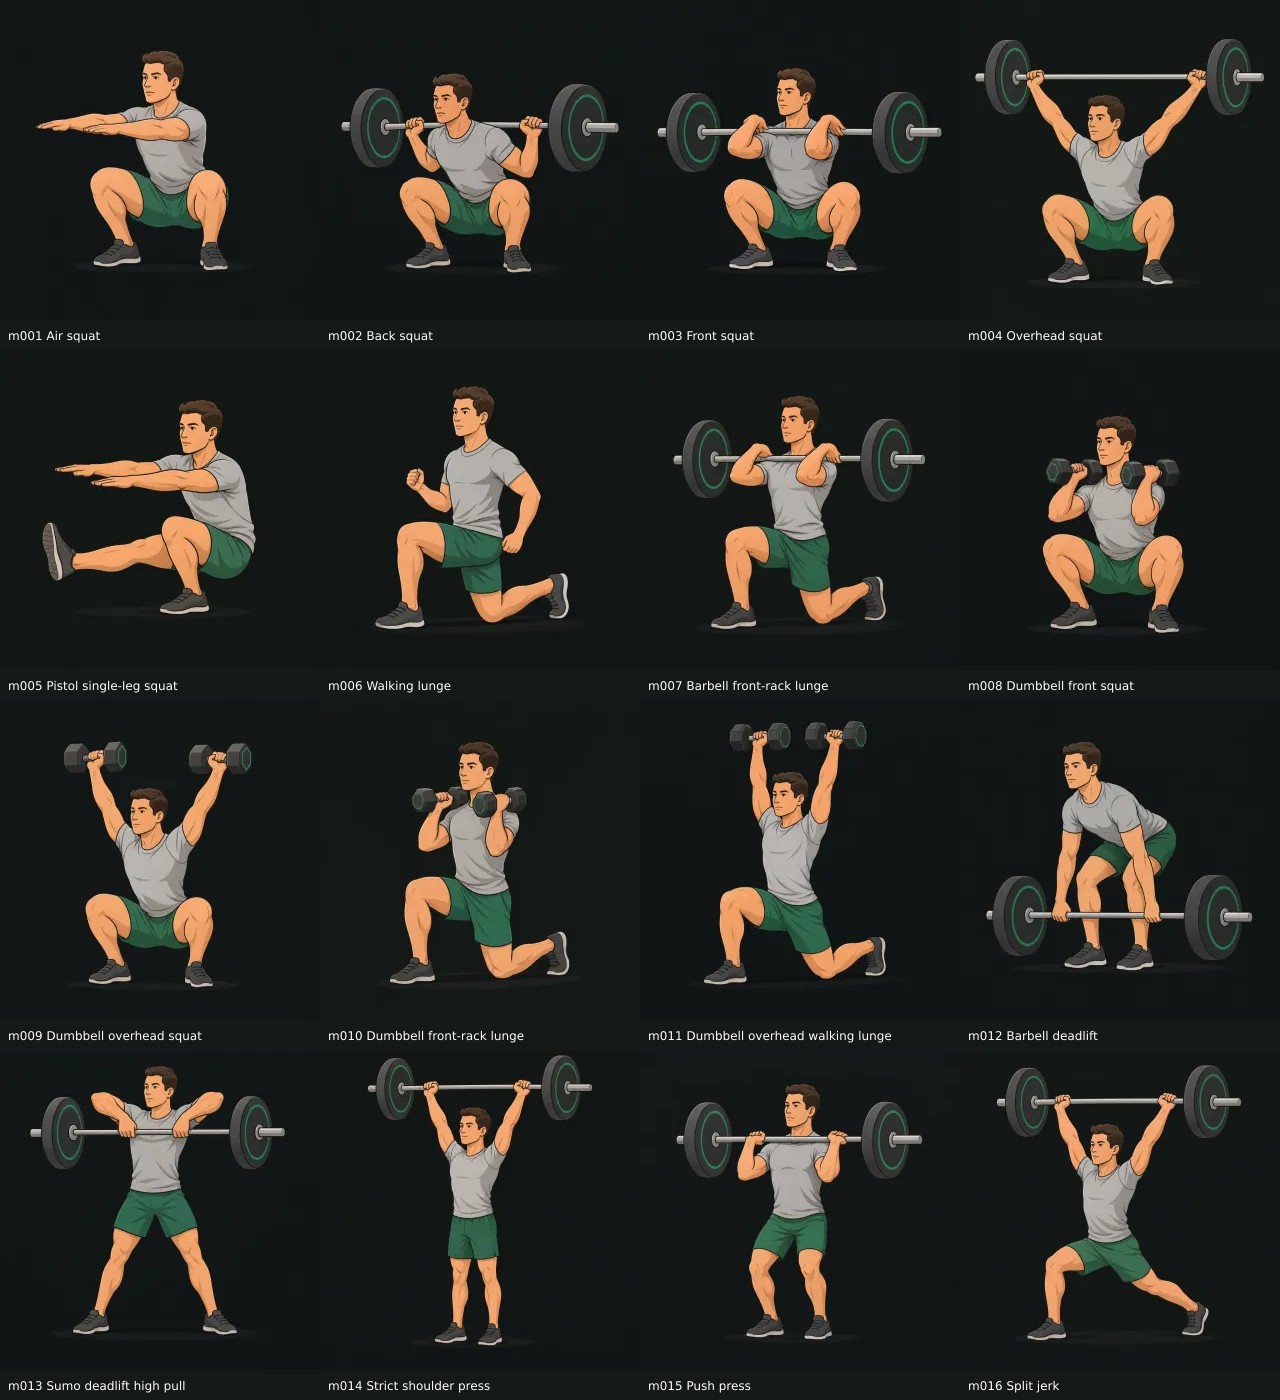 m001 Air squat
m002 Back squat
m003 Front squat
m004 Overhead squat
m005 Pistol single-leg squat
m006 Walking lunge
m007 Barbell front-rack lunge
m008 Dumbbell front squat
m009 Dumbbell overhead squat
m010 Dumbbell front-rack lunge
m011 Dumbbell overhead walking lunge
m012 Barbell deadlift
m013 Sumo deadlift high pull
m014 Strict shoulder press
m015 Push press
m016 Split jerk